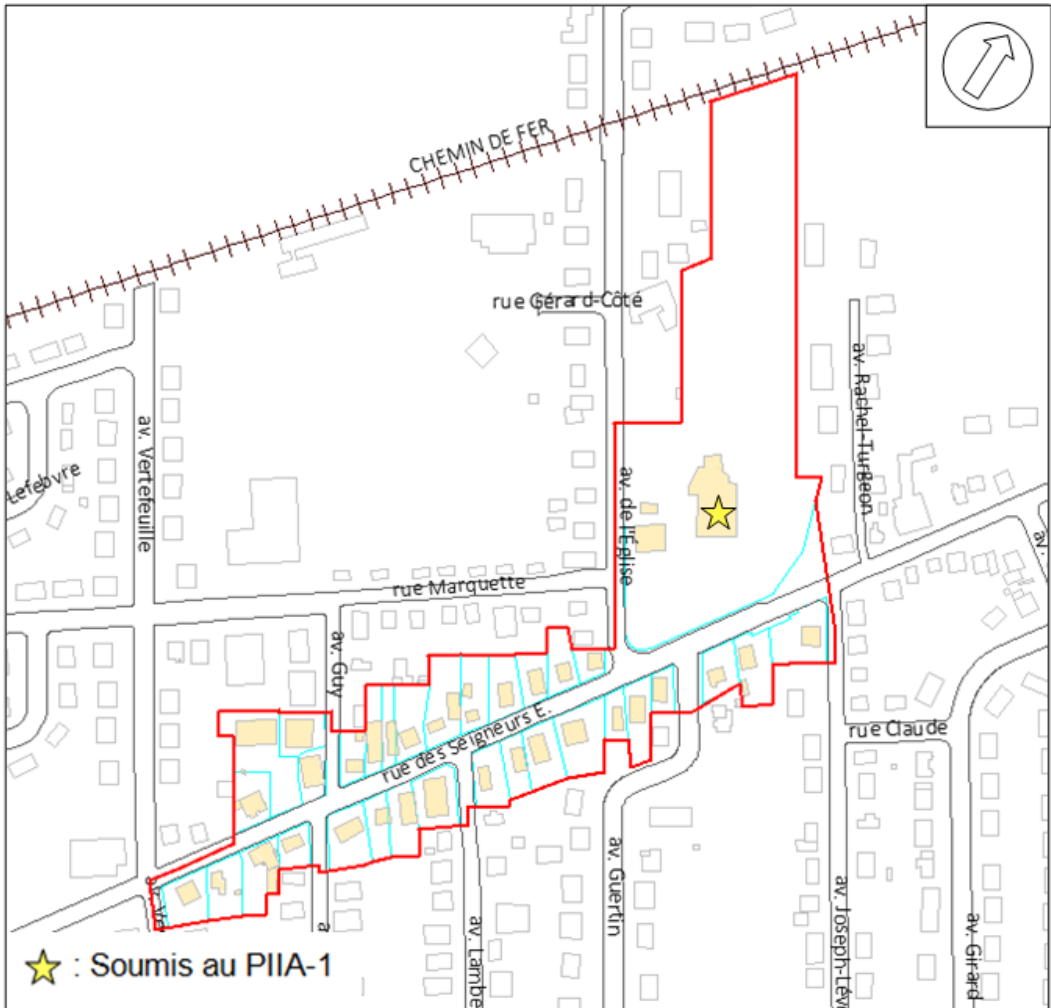 CHEMIN DE FER
rue Gérard-Côté
av. Rachel-Turgeon
av. Vertefeuille
Lefebvre
av. de l'Église
rue Marquette
av. Guy
av.
rue des Seigneurs E.
rue Claude
av. Guertin
av. Lambe
av. Joseph-Lév
av. Girard
: Soumis au PIIA-1